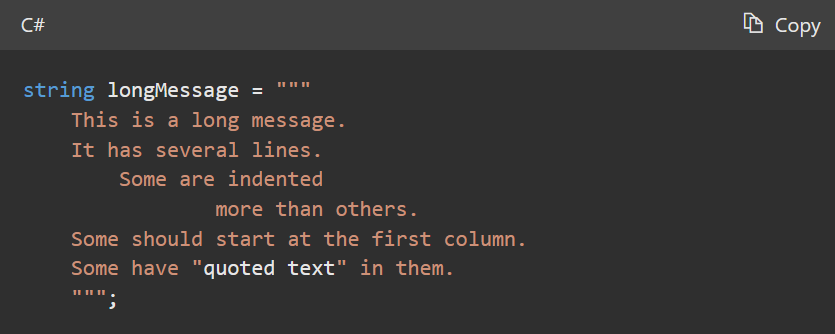 C#
Copy
string longMessage = """
    This is a long message.
    It has several lines.
        Some are indented
                more than others.
    Some should start at the first column.
    Some have "quoted text" in them.
    """;